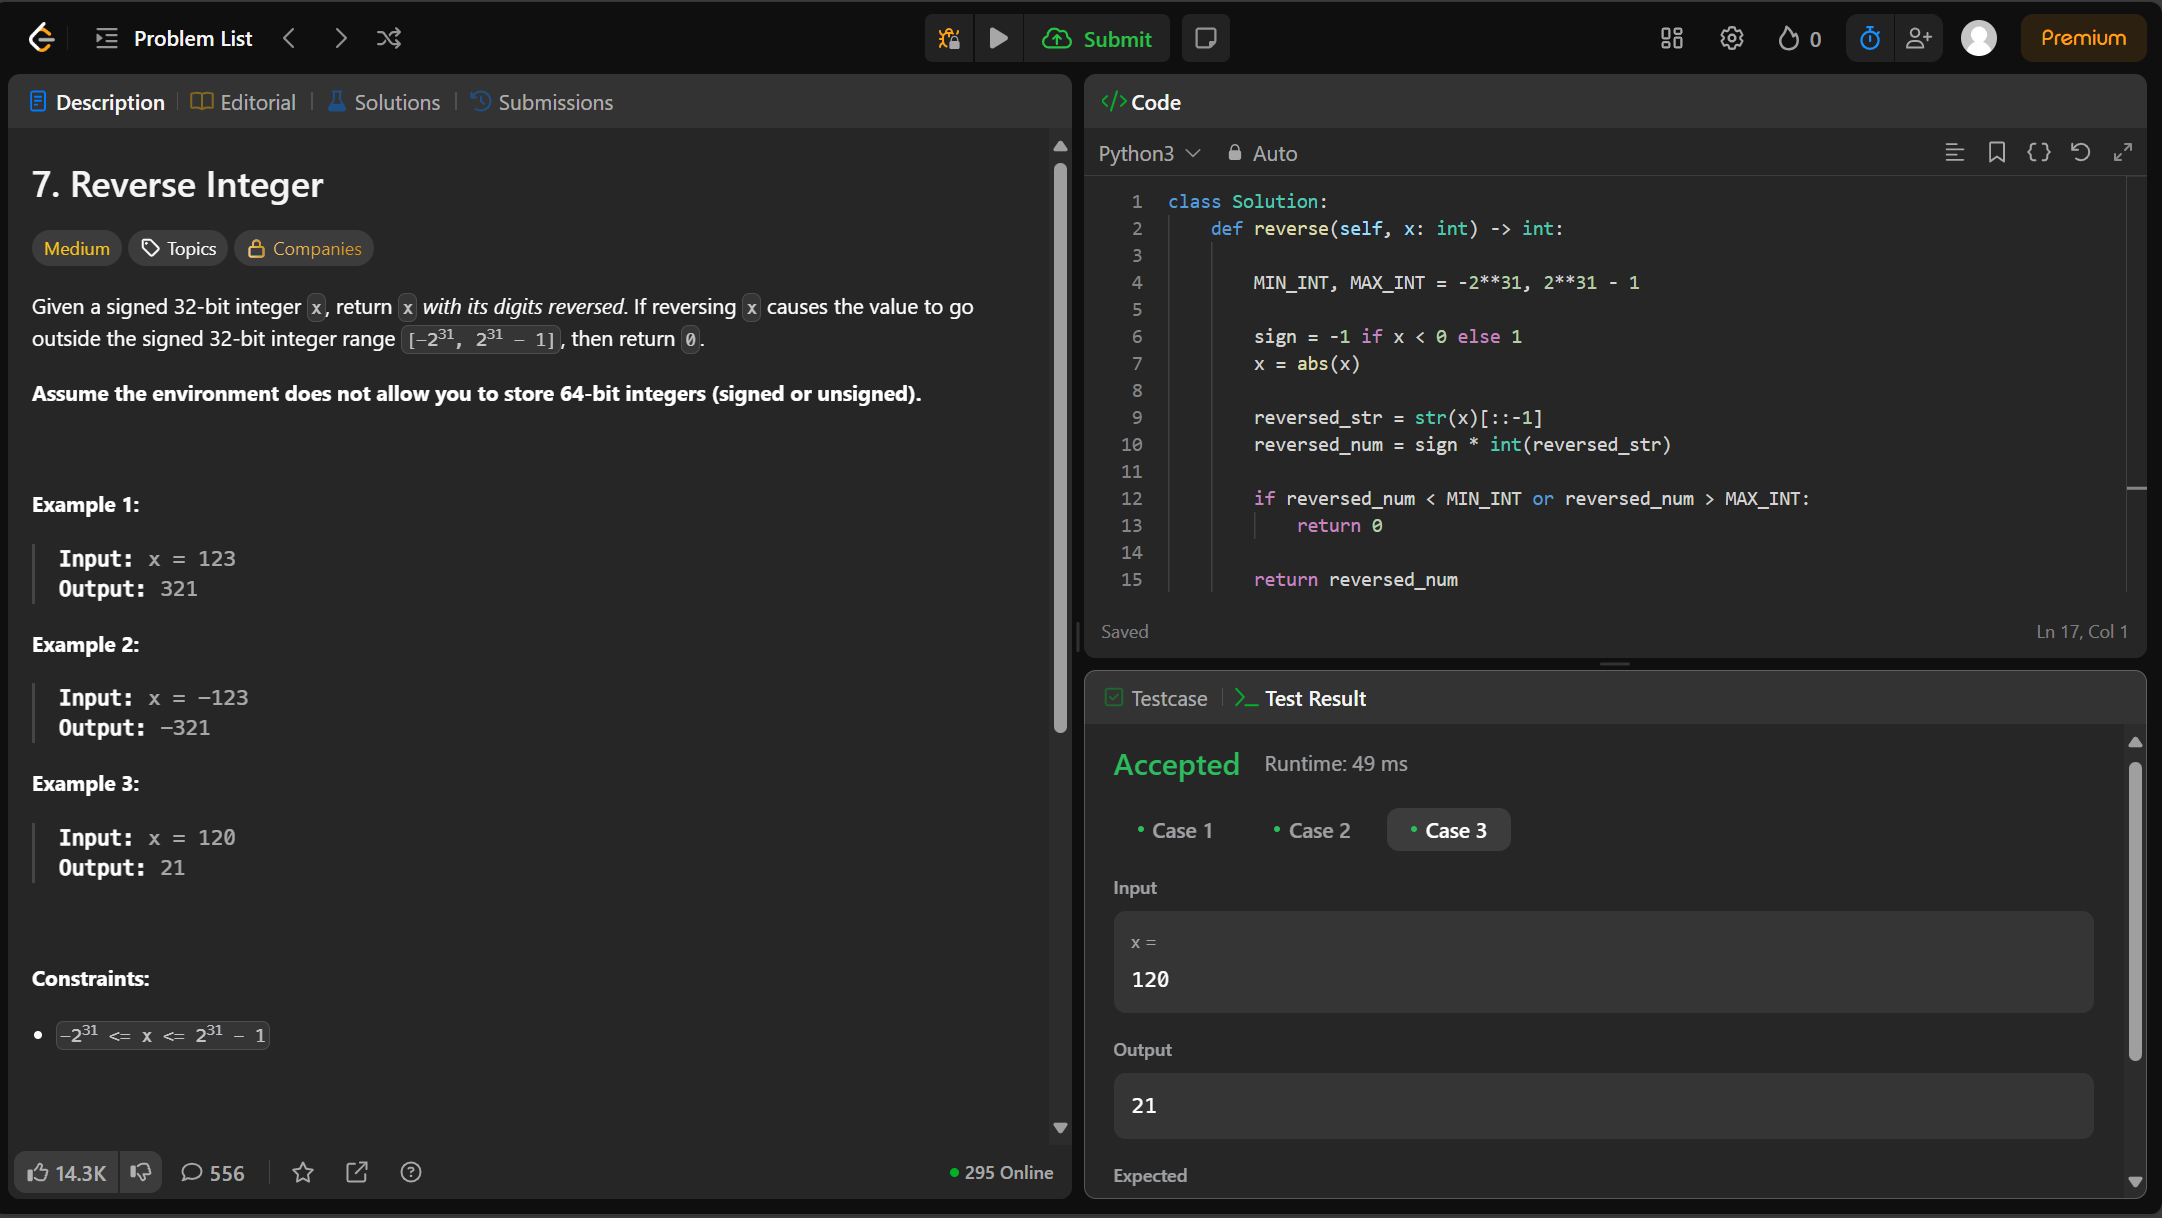 Problem List
Submit
0
Premium
Description
Editorial
Solutions
Submissions
7. Reverse Integer
Medium
Topics
Companies
Given a signed 32-bit integer x, return x with its digits reversed. If reversing x causes the value to go
outside the signed 32-bit integer range [-2^31, 2^31 - 1], then return 0.
Assume the environment does not allow you to store 64-bit integers (signed or unsigned).
Example 1:
Input: x = 123
Output: 321
Example 2:
Input: x = -123
Output: -321
Example 3:
Input: x = 120
Output: 21
Constraints:
• -2^31 <= x <= 2^31 - 1
14.3K
556
295 Online
</> Code
Python3
Auto
1 class Solution:
2     def reverse(self, x: int) -> int:
3
4         MIN_INT, MAX_INT = -2**31, 2**31 - 1
5
6         sign = -1 if x < 0 else 1
7         x = abs(x)
8
9         reversed_str = str(x)[::-1]
10         reversed_num = sign * int(reversed_str)
11
12         if reversed_num < MIN_INT or reversed_num > MAX_INT:
13             return 0
14
15         return reversed_num
Saved
Ln 17, Col 1
Testcase
Test Result
Accepted
Runtime: 49 ms
• Case 1
• Case 2
• Case 3
Input
x =
120
Output
21
Expected